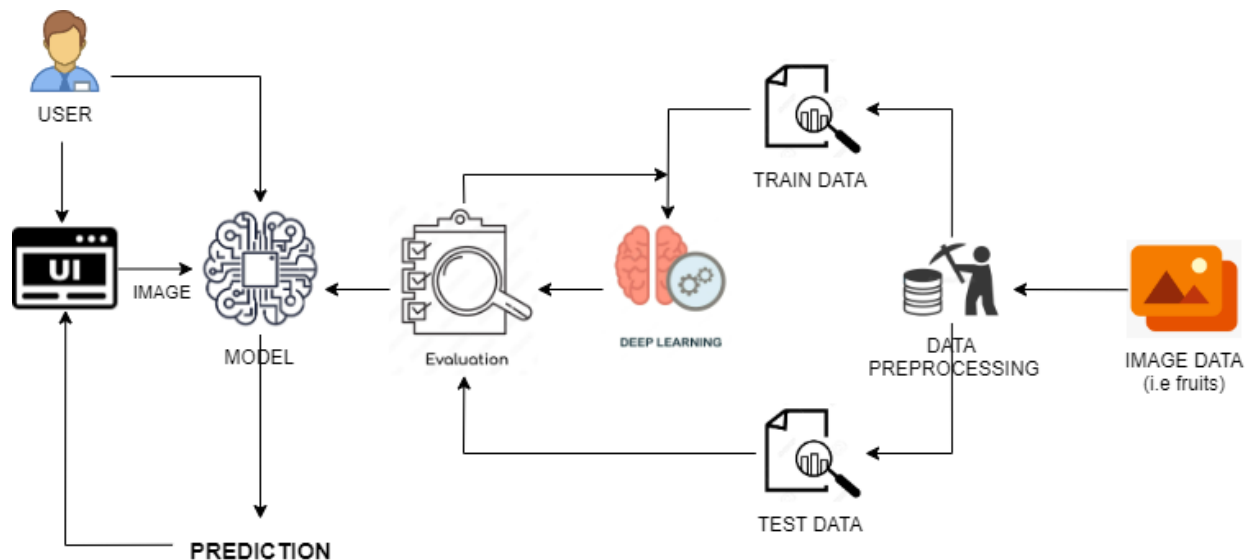 USER
UI
IMAGE
MODEL
PREDICTION
Evaluation
DEEP LEARNING
TRAIN DATA
TEST DATA
DATA
PREPROCESSING
IMAGE DATA
(i.e fruits)